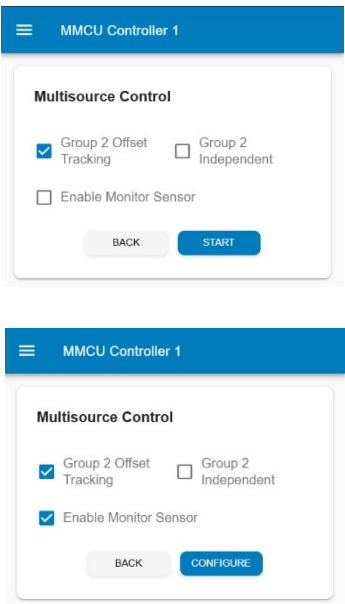 MMCU Controller 1
Multisource Control
Group 2 Offset
Tracking
Group 2
Independent
Enable Monitor Sensor
BACK
START
MMCU Controller 1
Multisource Control
Group 2 Offset
Tracking
Group 2
Independent
Enable Monitor Sensor
BACK
CONFIGURE